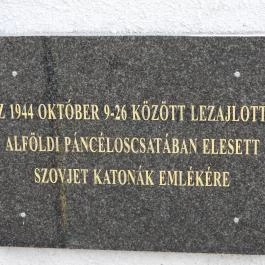 Z 1944 OKTÓBER 9-26 KÖZÖTT LEZAJLOTT
ALFÖLDI PÁNCÉLOSCSATÁBAN ELESETT
SZOVJET KATONÁK EMLÉKÉRE